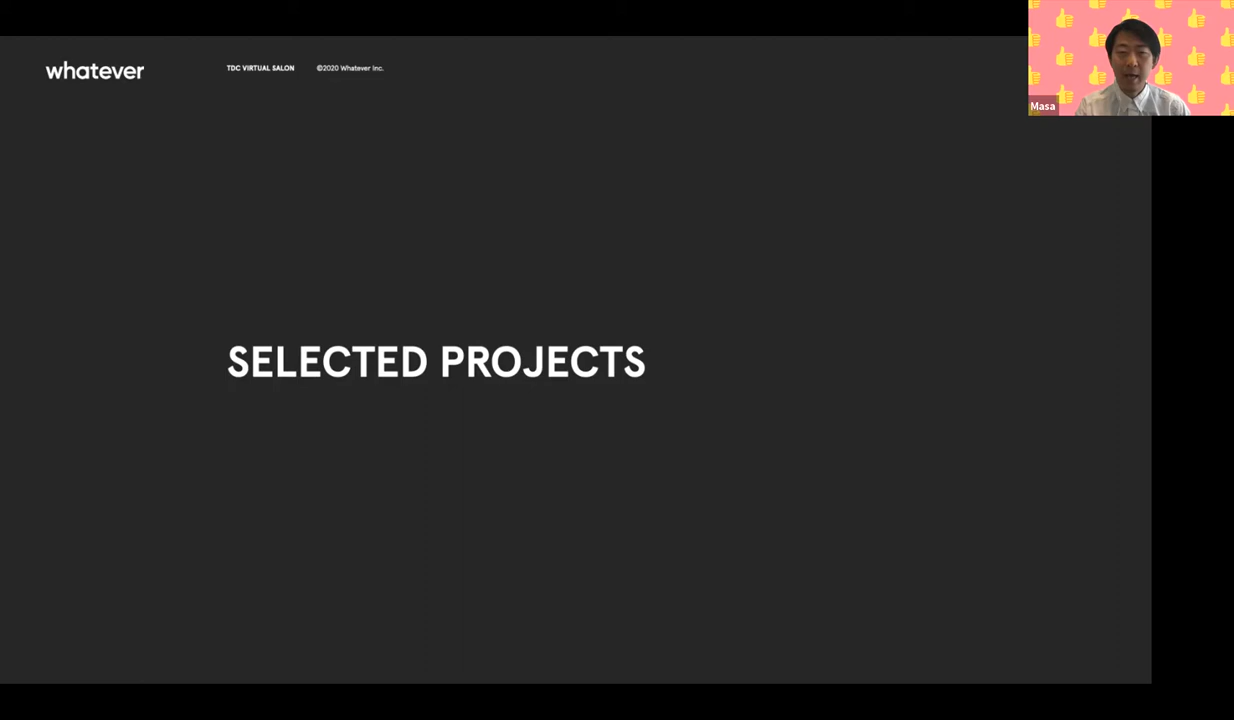 whatever
TDC VIRTUAL SALON
©2020 Whatever Inc.
Masa
SELECTED PROJECTS